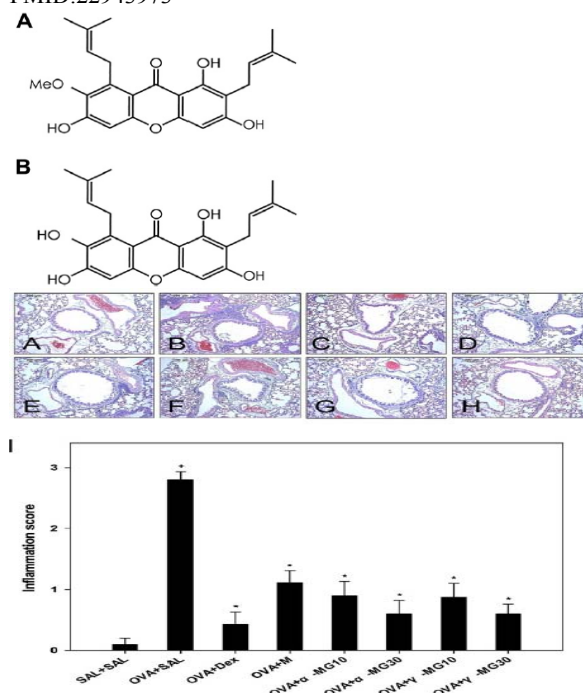 PMID:22943975
A
MeO
O
OH
HO
O
OH
B
HO
O
OH
HO
O
OH
A
B
C
D
E
F
G
H
I
Inflammation score
3
2
1
0
*
*
*
*
*
*
*
SAL+SAL
OVA+SAL
OVA+Dex
OVA+M
OVA+α -MG10
OVA+α -MG30
OVA+γ -MG10
OVA+γ -MG30